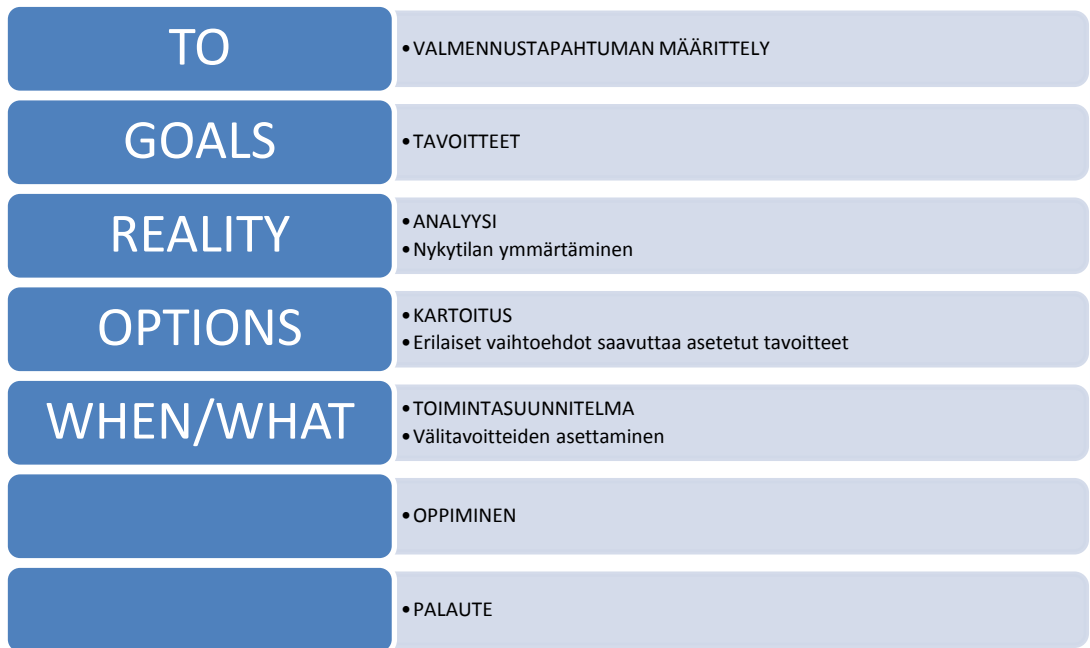 TO
• VALMENNUSTAPAHTUMAN MÄÄRITTELY
GOALS
• TAVOITTEET
REALITY
• ANALYYSI
• Nykytilan ymmärtäminen
OPTIONS
• KARTOITUS
• Erilaiset vaihtoehdot saavuttaa asetetut tavoitteet
WHEN/WHAT
• TOIMINTASUUNNITELMA
• Välitavoitteiden asettaminen
• OPPIMINEN
• PALAUTE